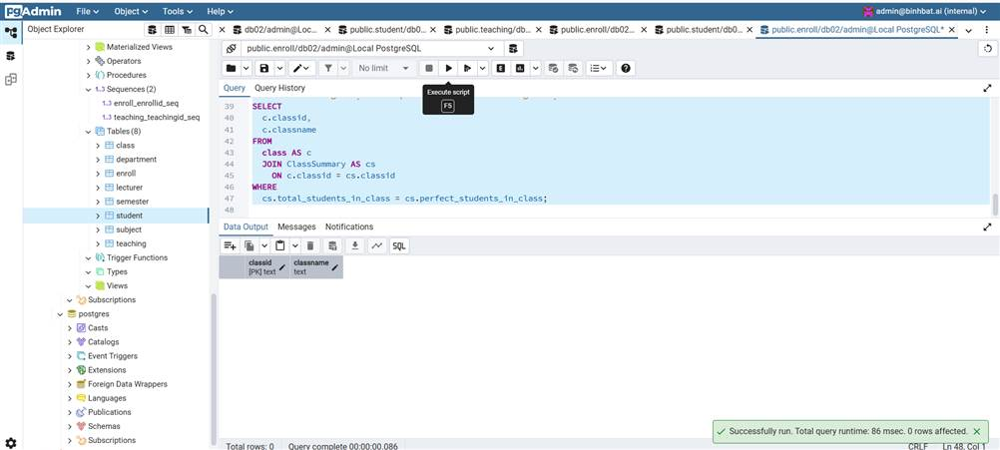 pgAdmin File Object Tools Help admin@binhbat.ai (internal)
Object Explorer
db02/admin@Loc... public.student/db0... public.teaching/db... public.enroll/db02... public.student/db0... public.enroll/db02/admin@Local PostgreSQL*
public.enroll/db02/admin@Local PostgreSQL
No limit
Query Query History
Execute script
F5
Materialized Views
Operators
Procedures
Sequences (2)
enroll_enrollid_seq
teaching_teachingid_seq
Tables (8)
class
department
enroll
lecturer
semester
student
subject
teaching
Trigger Functions
Types
Views
Subscriptions
postgres
Casts
Catalogs
Event Triggers
Extensions
Foreign Data Wrappers
Languages
Publications
Schemas
Subscriptions
39 SELECT
40 c.classid,
41 c.classname
42 FROM
43 class AS c
44 JOIN ClassSummary AS cs
45 ON c.classid = cs.classid
46 WHERE
47 cs.total_students_in_class = cs.perfect_students_in_class;
48
Data Output Messages Notifications
SQL
classid classname
[PK] text text
Successfully run. Total query runtime: 86 msec. 0 rows affected.
Total rows: 0 Query complete 00:00:00.086 CRLF Ln 48, Col 1